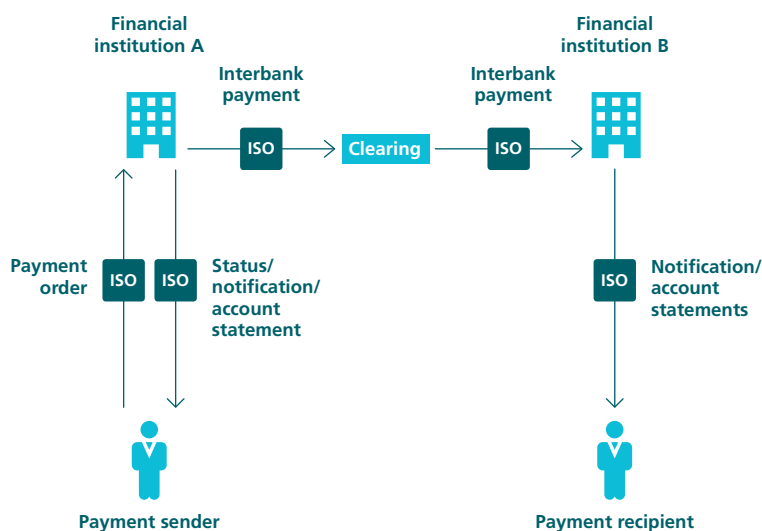 Financial
institution A
Financial
institution B
Interbank
payment
Interbank
payment
ISO
Clearing
ISO
Payment
order
ISO
ISO
Status/
notification/
account
statement
ISO
Notification/
account
statements
Payment sender
Payment recipient